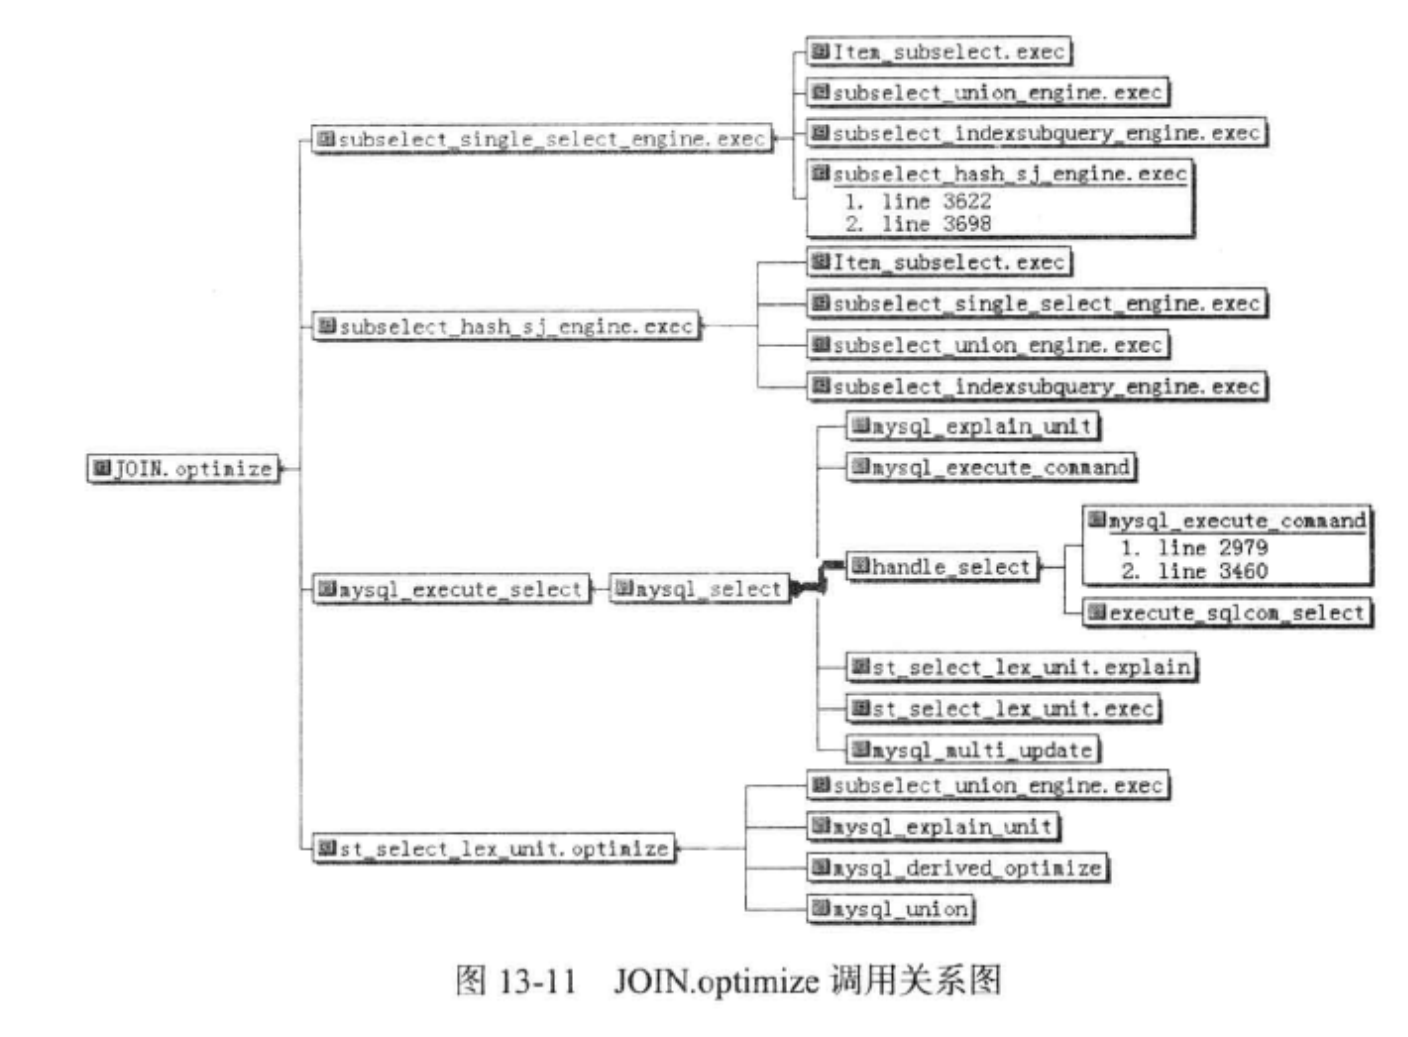 Item_subselect.exec
subselect_union_engine.exec
subselect_single_select_engine.exec
subselect_indexsubquery_engine.exec
subselect_hash_sj_engine.exec
1. line 3622
2. line 3698
Item_subselect.exec
subselect_single_select_engine.exec
subselect_hash_sj_engine.exec
subselect_union_engine.exec
subselect_indexsubquery_engine.exec
mysql_explain_unit
JOIN.optimize
mysql_execute_command
mysql_execute_command
1. line 2979
2. line 3460
handle_select
mysql_execute_select
mysql_select
execute_sqlcom_select
st_select_lex_unit.explain
st_select_lex_unit.exec
mysql_multi_update
subselect_union_engine.exec
mysql_explain_unit
st_select_lex_unit.optimize
mysql_derived_optimize
mysql_union
图 13-11 JOIN.optimize 调用关系图